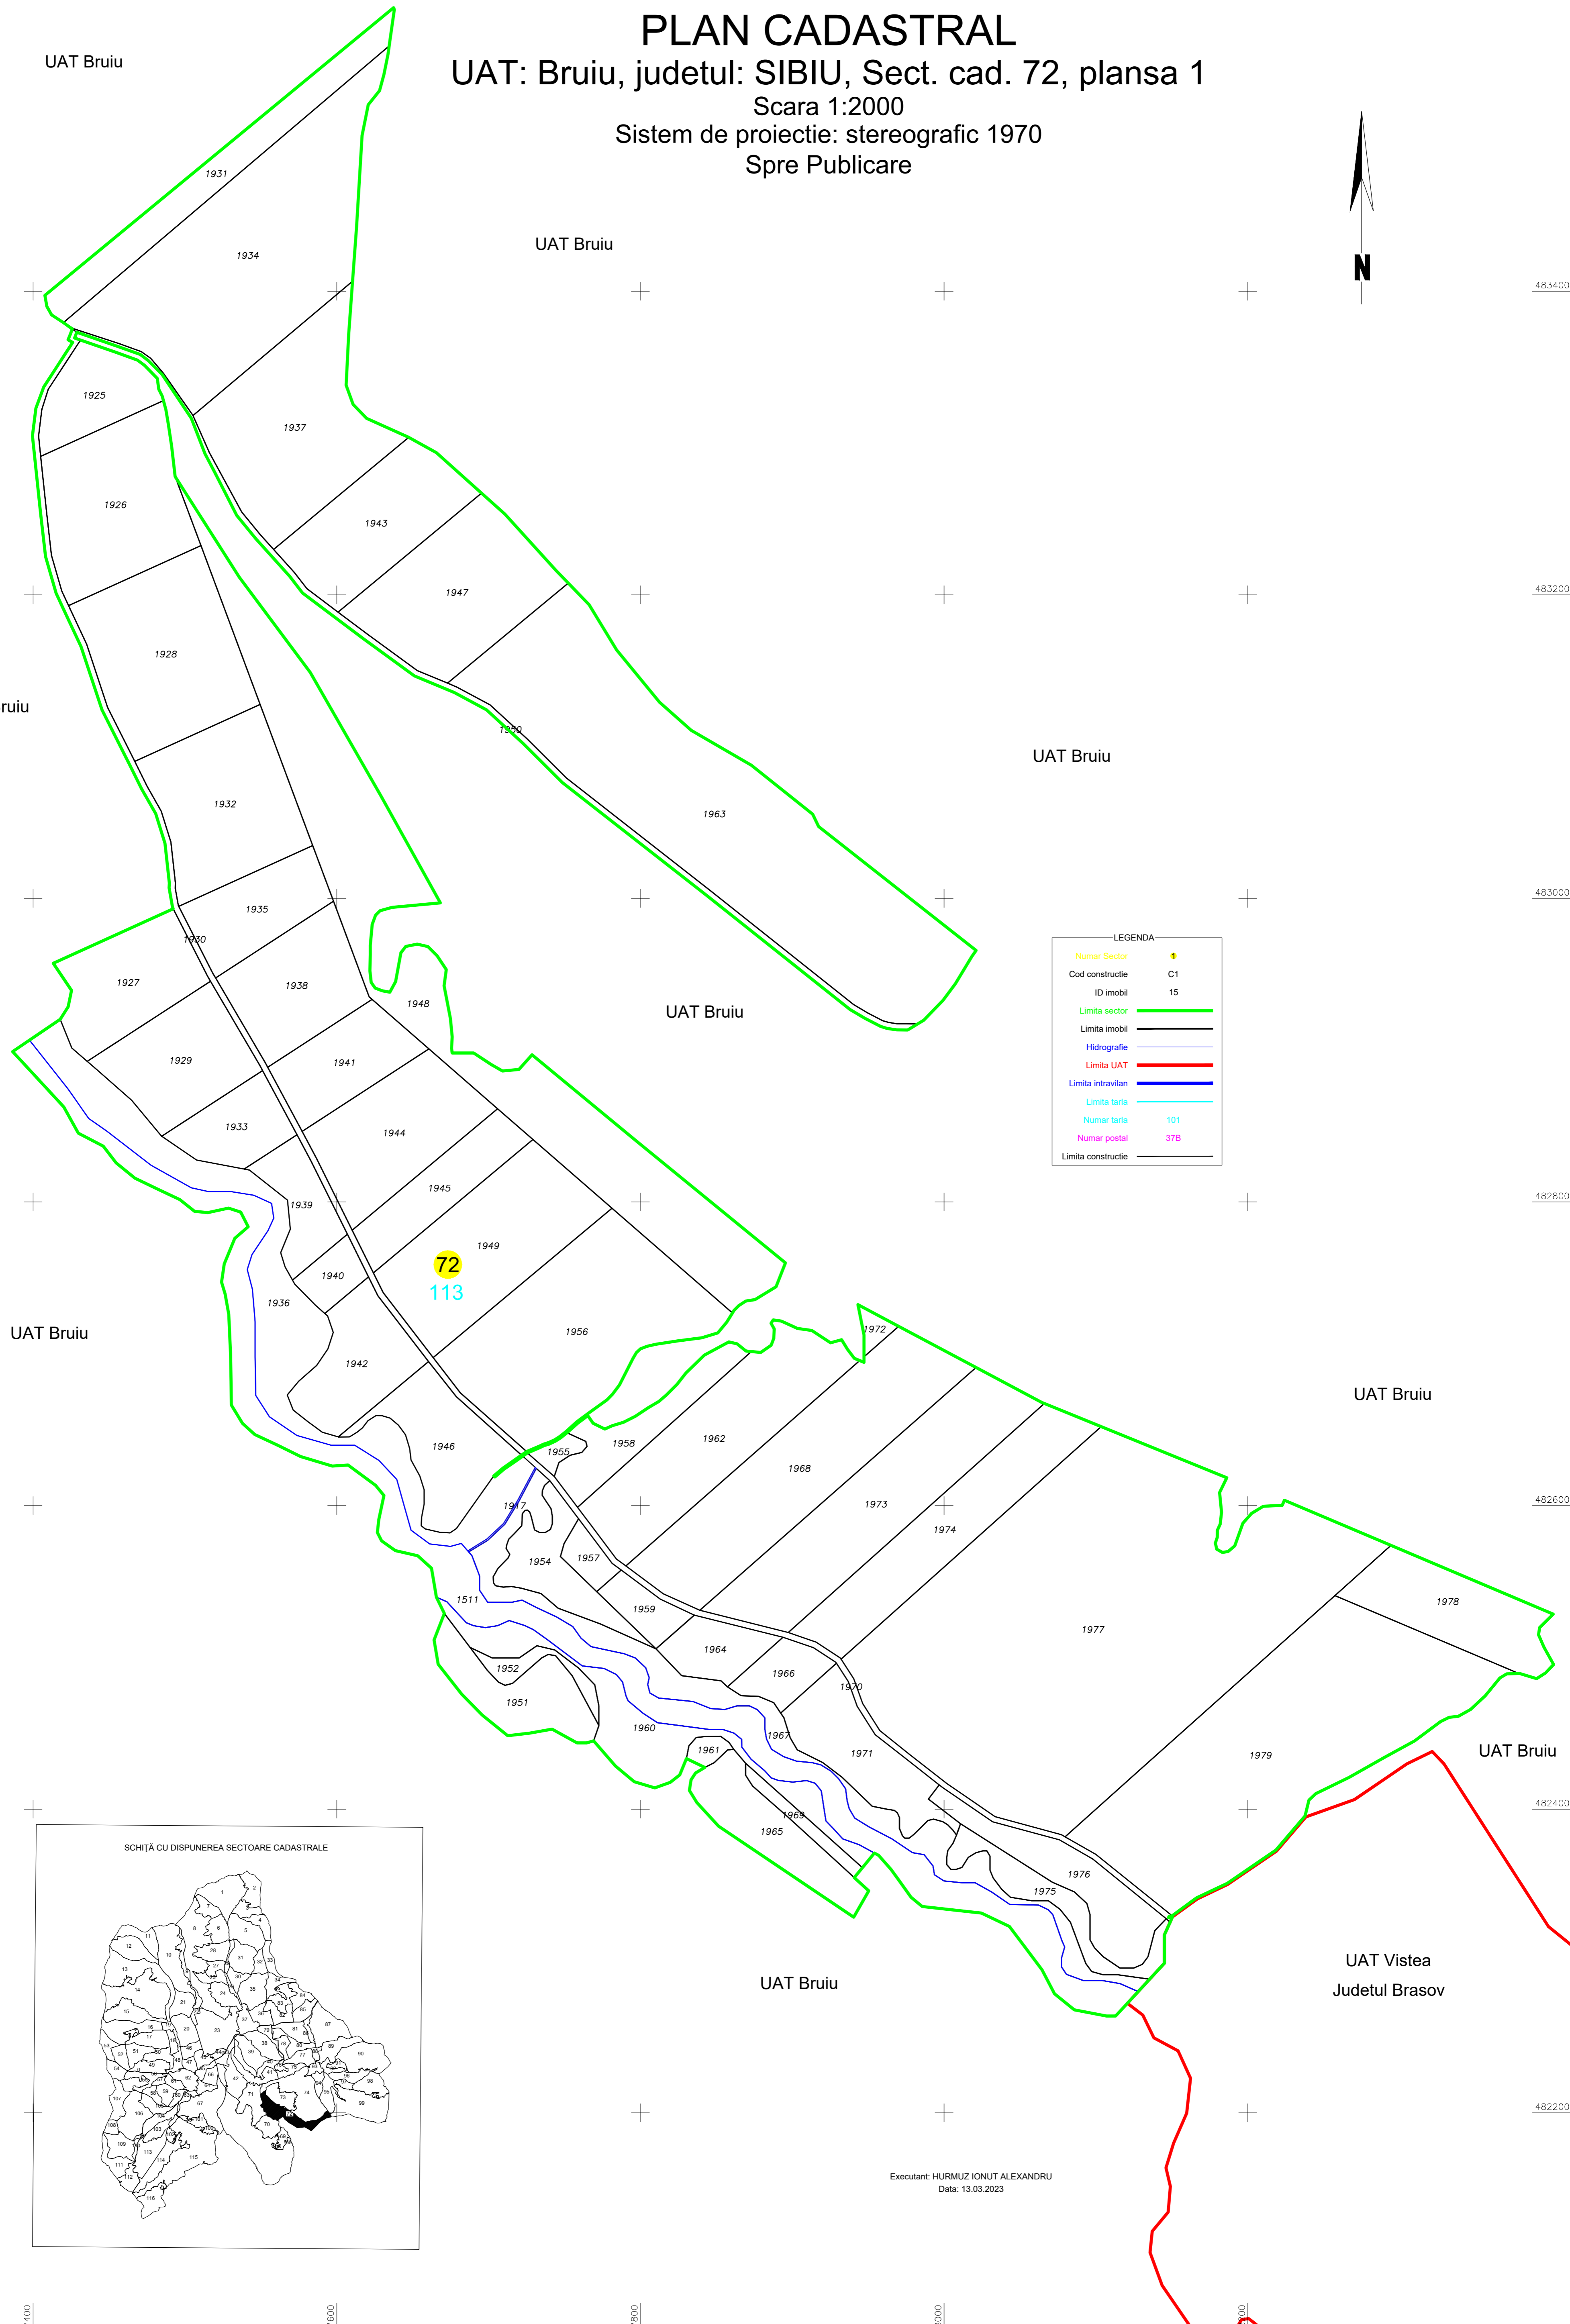 PLAN CADASTRAL
UAT: Bruiu, judetul: SIBIU, Sect. cad. 72, plansa 1
Scara 1:2000
Sistem de proiectie: stereografic 1970
Spre Publicare
UAT Bruiu
UAT Bruiu
N
1931
1934
483400
1925
1937
1926
1943
1947
483200
1928
ruiu
1950
UAT Bruiu
1932
1963
483000
1935
1930
1927
1938
1948
UAT Bruiu
1929
1941
1933
1944
1945
1939
482800
1949
72
113
1940
1936
1956
UAT Bruiu
1942
1972
UAT Bruiu
1946
1955
1958
1962
1968
1917
1973
482600
1974
1954
1957
1511
1959
1978
1977
1964
1952
1966
1951
1970
1960
1967
1961
1971
1979
UAT Bruiu
482400
1969
1965
1976
1975
UAT Bruiu
UAT Vistea
Judetul Brasov
482200
LEGENDA
Numar Sector 1
Cod constructie C1
ID imobil 15
Limita sector
Limita imobil
Hidrografie
Limita UAT
Limita intravilan
Limita tarla
Numar tarla 101
Numar postal 37B
Limita constructie
SCHIŢĂ CU DISPUNEREA SECTOARE CADASTRALE
Executant: HURMUZ IONUT ALEXANDRU
Data: 13.03.2023